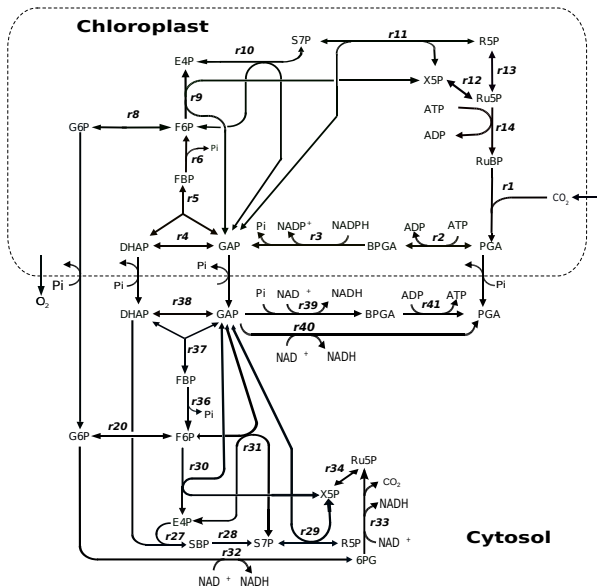 Chloroplast
S7P
r11
R5P
r10
E4P
X5P
r12
r13
r9
Ru5P
ATP
r14
G6P
r8
F6P
ADP
r6
Pi
RuBP
FBP
r5
r1
CO2
Pi
NADP+
NADPH
ADP
ATP
DHAP
r4
GAP
r3
BPGA
r2
PGA
Pi
O2
Pi
Pi
Pi
r38
Pi
NAD +
NADH
ADP
ATP
r39
r41
DHAP
GAP
BPGA
PGA
r40
r37
NAD +
NADH
FBP
r36
Pi
G6P
r20
F6P
r31
Ru5P
r30
r34
CO2
X5P
NADH
E4P
r33
r27
SBP
r28
S7P
r29
R5P
NAD +
Cytosol
r32
6PG
NAD +
NADH